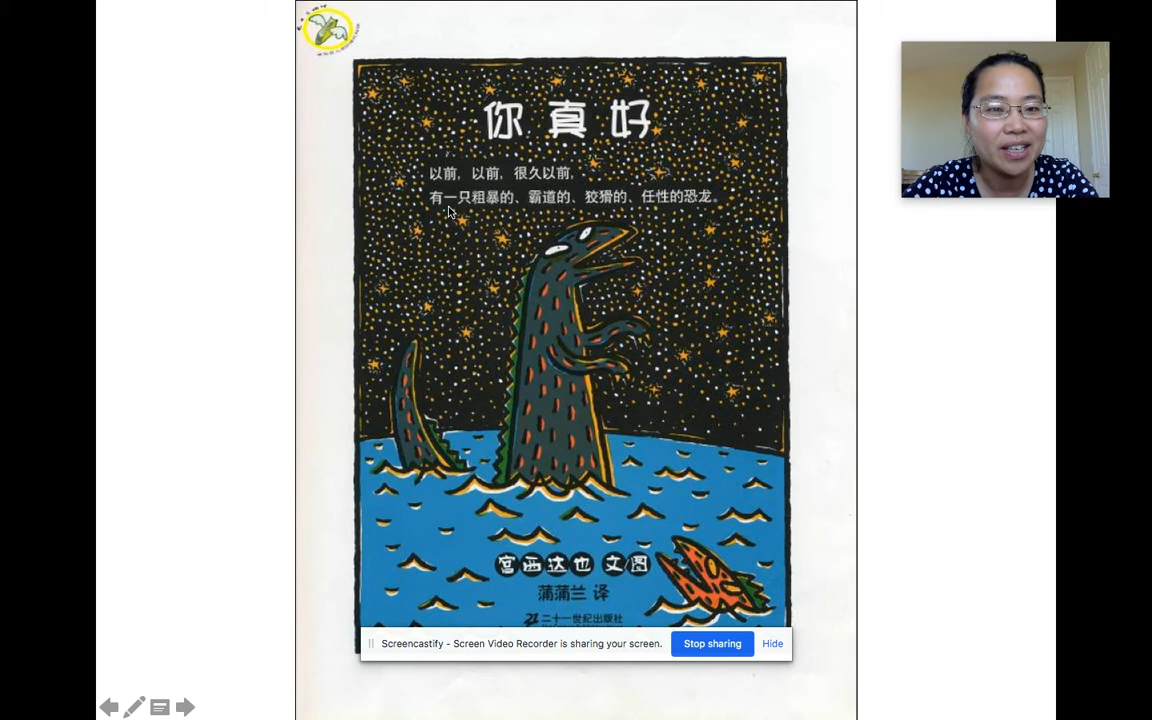 你真好
以前, 以前, 很久以前,
有一只粗暴的、霸道的、狡猾的、任性的恐龙。
宫西达也 文图
蒲蒲兰 译
21 二十一世纪出版社
Screencastify - Screen Video Recorder is sharing your screen. Stop sharing Hide